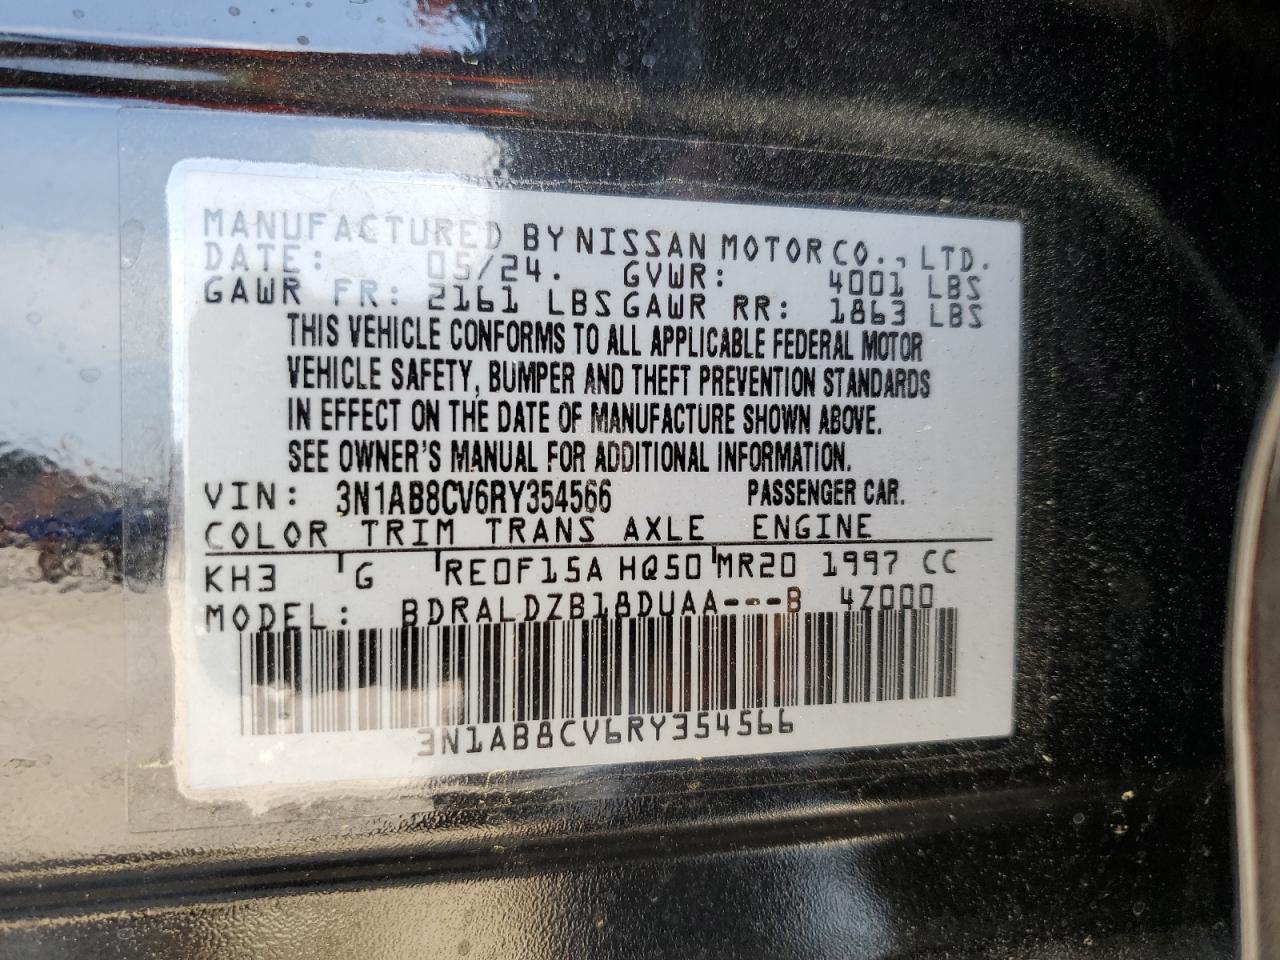 MANUFACTURED BY NISSAN MOTOR CO., LTD.
DATE: 05/24. GVWR: 4001 LBS
GAWR FR: 2161 LBS GAWR RR: 1863 LBS
THIS VEHICLE CONFORMS TO ALL APPLICABLE FEDERAL MOTOR
VEHICLE SAFETY, BUMPER AND THEFT PREVENTION STANDARDS
IN EFFECT ON THE DATE OF MANUFACTURE SHOWN ABOVE.
SEE OWNER'S MANUAL FOR ADDITIONAL INFORMATION.
VIN: 3N1AB8CV6RY354566 PASSENGER CAR.
COLOR TRIM TRANS AXLE ENGINE
KH3 G RE0F15A HQ50 MR20 1997 CC
MODEL: BDRALDZB18DUAA---B 4Z000
3N1AB8CV6RY354566